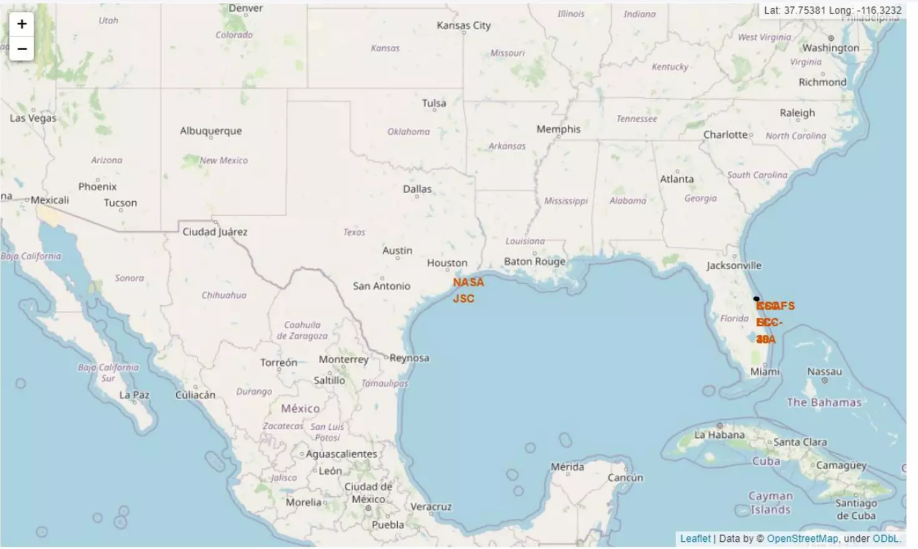 +
−
Lat: 37.75381 Long: -116.3232
Utah
Denver
Colorado
Kansas City
Kansas
Missouri
Illinois
Indiana
Philadelphia
West Virginia
Washington
Virginia
Richmond
Kentucky
Las Vegas
Tulsa
Oklahoma
Albuquerque
New Mexico
Arizona
Memphis
Arkansas
Tennessee
Raleigh
Charlotte
North Carolina
Phoenix
Tucson
Mexicali
Dallas
Atlanta
South Carolina
Mississippi
Alabama
Georgia
Ciudad Juárez
Texas
Louisiana
Austin
Houston
Baton Rouge
Jacksonville
Baja California
Sonora
Chihuahua
San Antonio
NASA
JSC
Florida
Coahuila
de Zaragoza
Torreón
Monterrey
Reynosa
Saltillo
Tamaulipas
Miami
Nassau
Baja California
Sur
La Paz
Culiacán
Durango
México
The Bahamas
Zacatecas
San Luis
Potosí
Aguascalientes
León
Jalisco
Ciudad de
México
Morelia
Veracruz
Puebla
Mérida
Cancún
La Habana
Santa Clara
Cuba
Camaguey
Cayman
Islands
Santiago
de Cuba
Leaflet | Data by © OpenStreetMap, under ODbL.